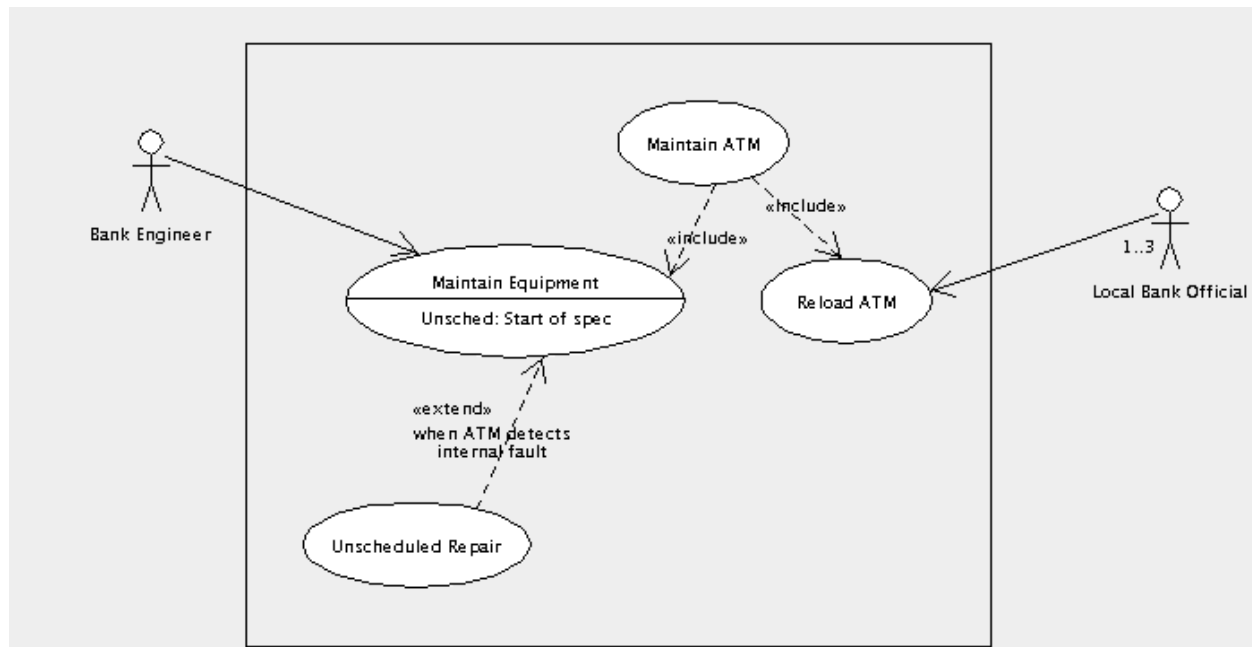 Maintain ATM
«include»
Bank Engineer
«include»
1..3
Maintain Equipment
Local Bank Official
Reload ATM
Unsched: Start of spec
«extend»
when ATM detects
internal fault
Unscheduled Repair